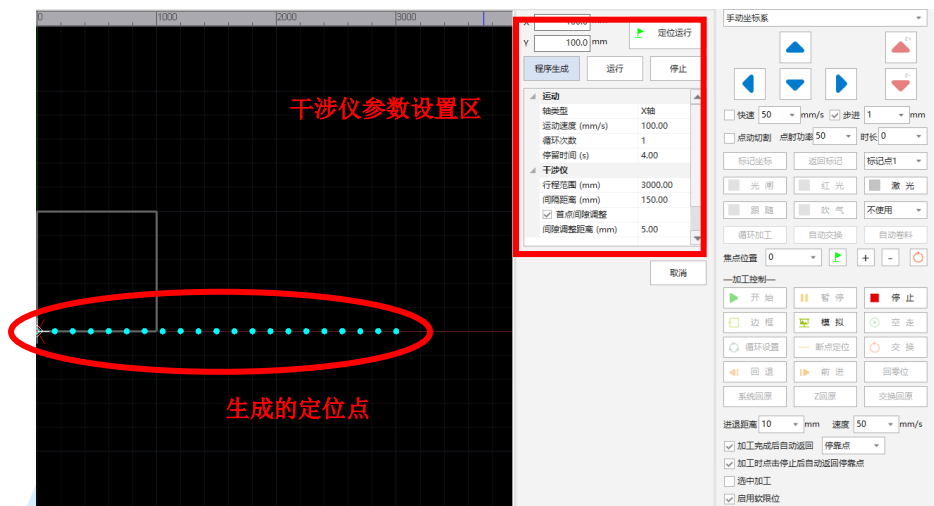 0 1000 2000 3000
干涉仪参数设置区
生成的定位点
X 100.0 mm
定位运行
Y 100.0 mm
程序生成 运行 停止
运动
轴类型 X轴
运动速度 (mm/s) 100.00
循环次数 1
停留时间 (s) 4.00
干涉仪
行程范围 (mm) 3000.00
间隔距离 (mm) 150.00
首点间隙调整
间隙调整距离 (mm) 5.00
取消
手动坐标系
Z+
Z-
快速 50 mm/s 步进 1 mm
点动切割 点射功率 50 时长 0
标记坐标 返回标记 标记点1
光闸 红光 激光
跟随 吹气 不使用
循环加工 自动交换 自动卷料
焦点位置 0 + -
加工控制
开始 暂停 停止
边框 模拟 空走
循环设置 断点定位 交换
回退 前进 回零位
系统回原 Z回原 交换回原
进退距离 10 mm 速度 50 mm/s
加工完成后自动返回 停靠点
加工时点击停止后自动返回停靠点
选中加工
启用软限位